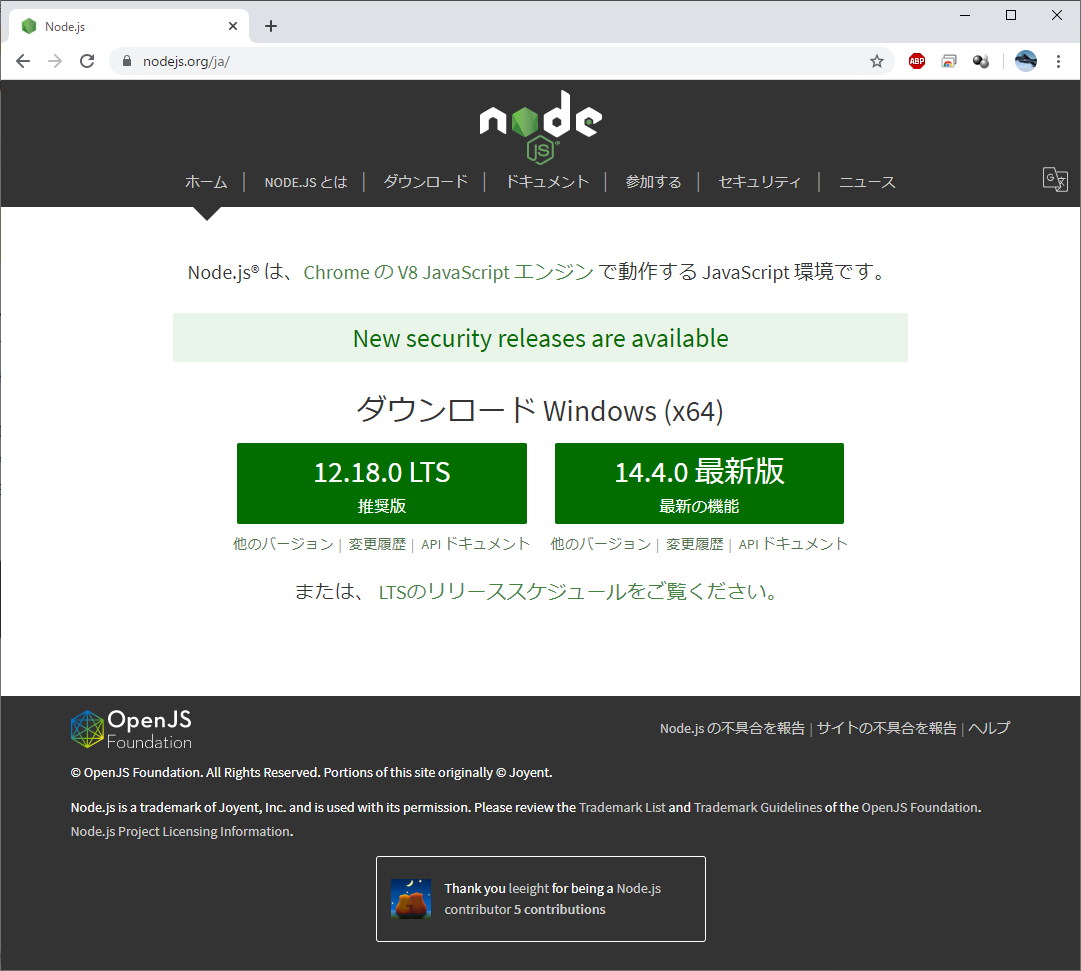 Node.js
nodejs.org/ja/
ABP
node
JS
ホーム | NODE.JS とは | ダウンロード | ドキュメント | 参加する | セキュリティ | ニュース
Node.js® は、Chrome の V8 JavaScript エンジン で動作する JavaScript 環境です。
New security releases are available
ダウンロード Windows (x64)
12.18.0 LTS
推奨版
14.4.0 最新版
最新の機能
他のバージョン | 変更履歴 | API ドキュメント
他のバージョン | 変更履歴 | API ドキュメント
または、 LTSのリリーススケジュールをご覧ください。
OpenJS
Foundation
Node.js の不具合を報告 | サイトの不具合を報告 | ヘルプ
© OpenJS Foundation. All Rights Reserved. Portions of this site originally © Joyent.
Node.js is a trademark of Joyent, Inc. and is used with its permission. Please review the Trademark List and Trademark Guidelines of the OpenJS Foundation.
Node.js Project Licensing Information.
Thank you leeight for being a Node.js
contributor 5 contributions